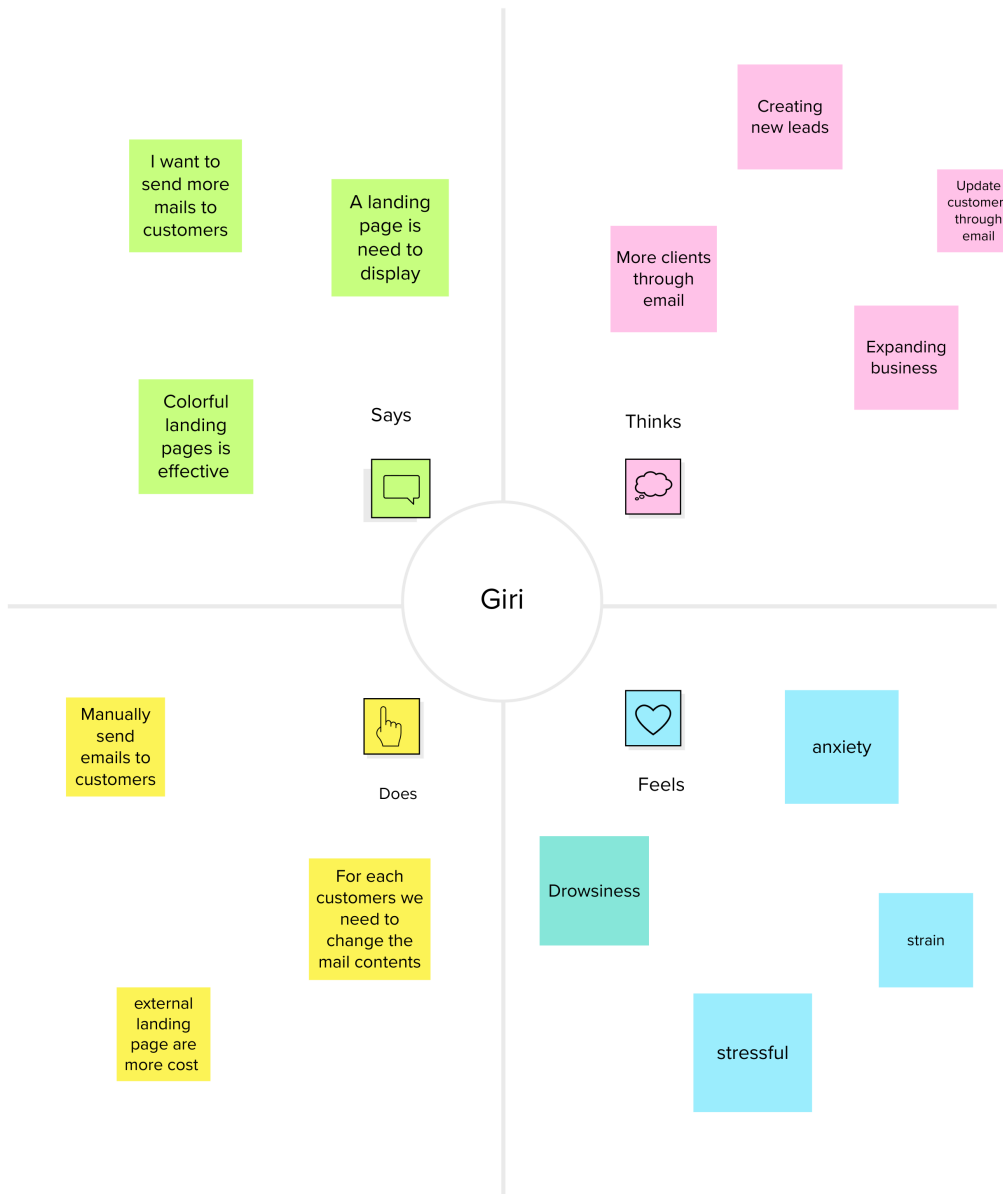 I want to
send more
mails to
customers
A landing
page is
need to
display
Colorful
landing
pages is
effective
Says
Creating
new leads
Update
customer
through
email
More clients
through
email
Expanding
business
Thinks
Giri
Manually
send
emails to
customers
Does
For each
customers we
need to
change the
mail contents
external
landing
page are
more cost
Feels
anxiety
Drowsiness
strain
stressful